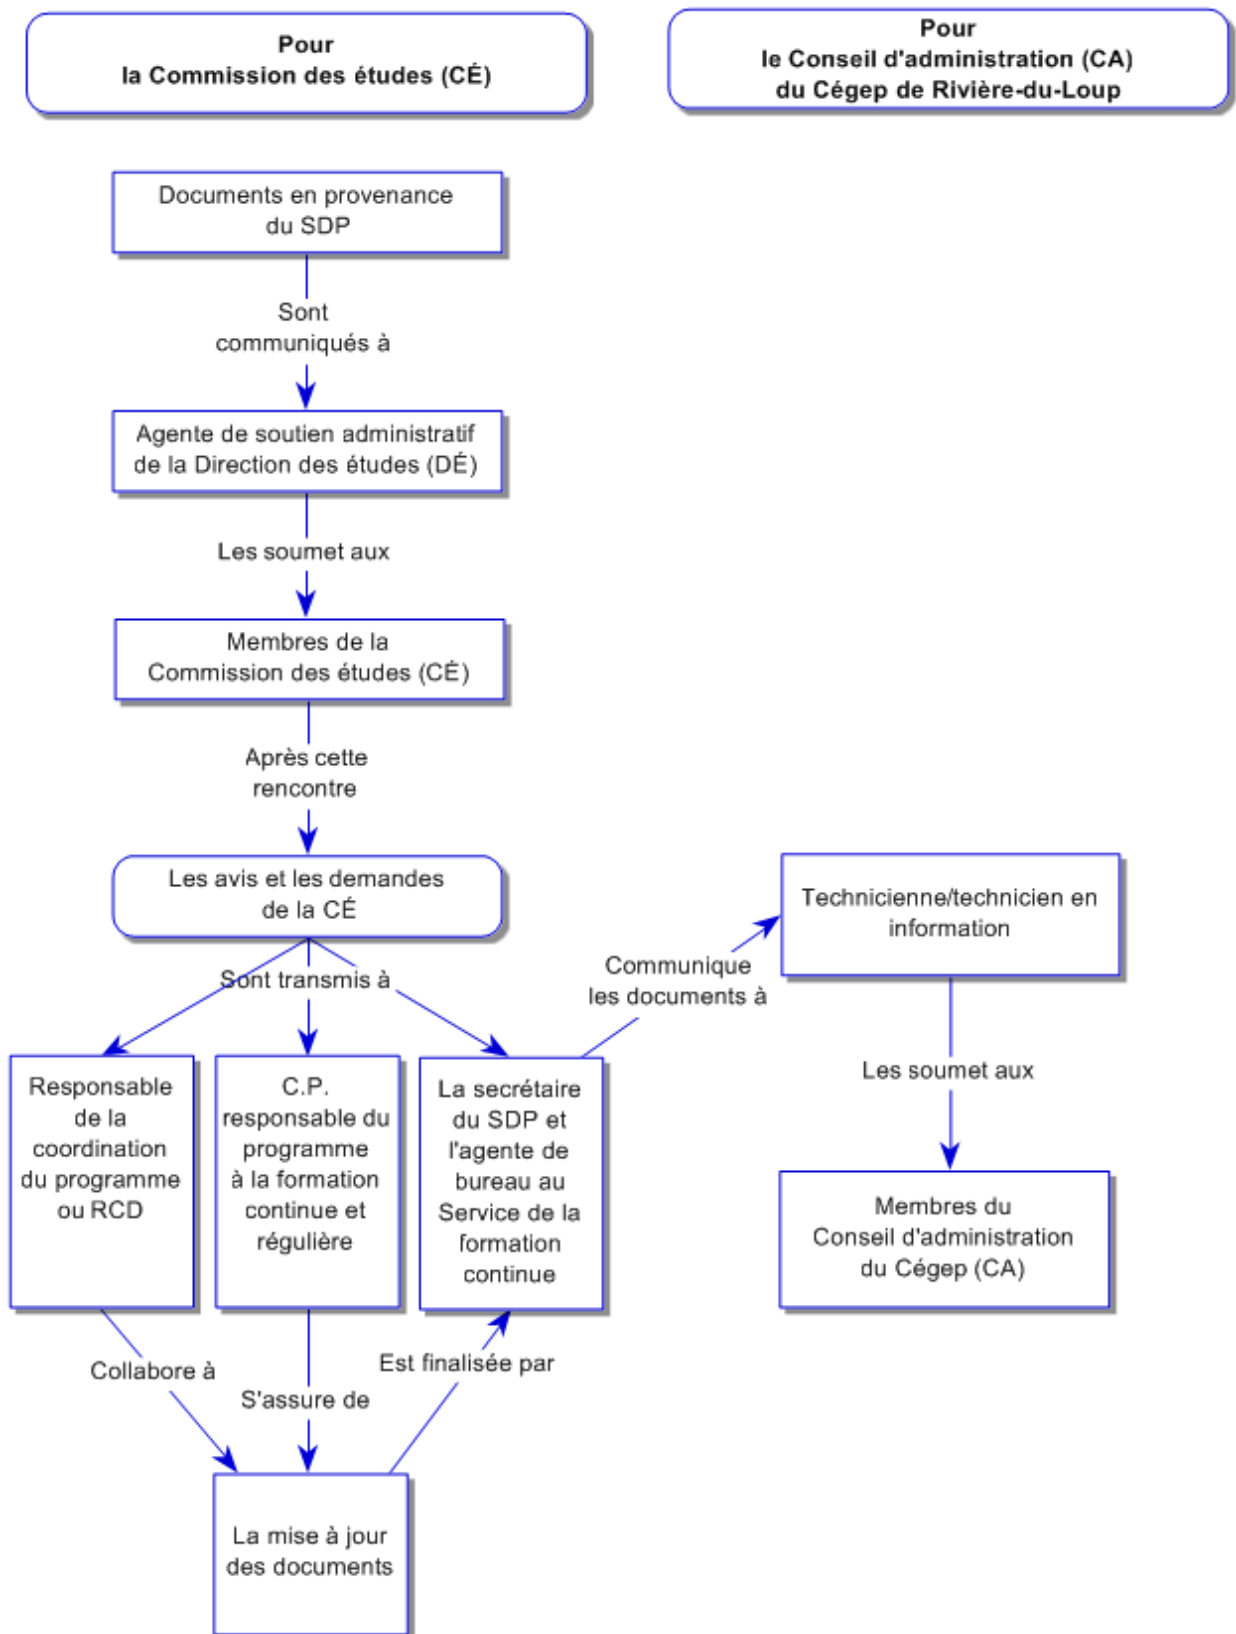 Pour
la Commission des études (CÉ)
Pour
le Conseil d'administration (CA)
du Cégep de Rivière-du-Loup
Documents en provenance
du SDP
Sont
communiqués à
Agente de soutien administratif
de la Direction des études (DÉ)
Les soumet aux
Membres de la
Commission des études (CÉ)
Après cette
rencontre
Les avis et les demandes
de la CÉ
Sont transmis à
Responsable
de la
coordination
du programme
ou RCD
C.P.
responsable du
programme
à la formation
continue et
régulière
La secrétaire
du SDP et
l'agente de
bureau au
Service de la
formation
continue
Collabore à
S'assure de
Est finalisée par
La mise à jour
des documents
Communique
les documents à
Technicienne/technicien en
information
Les soumet aux
Membres du
Conseil d'administration
du Cégep (CA)